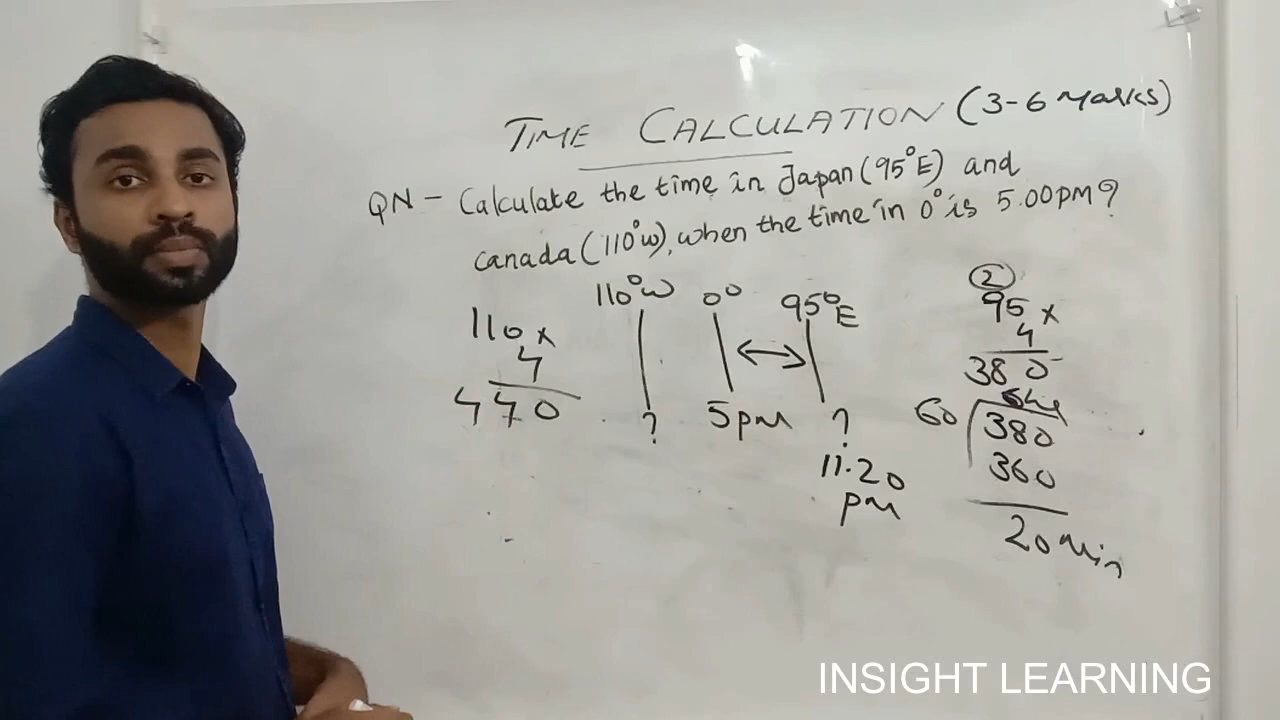 TIME CALCULATION (3-6 Marks)
QN - Calculate the time in Japan (95°E) and
Canada (110°W), when the time in 0° is 5.00pm?
110°W 0° 95°E
110 x
4
440
? 5pm ?
11.20
pm
2
95 x
4
380
6hr
60 380
360
20 Min
INSIGHT LEARNING